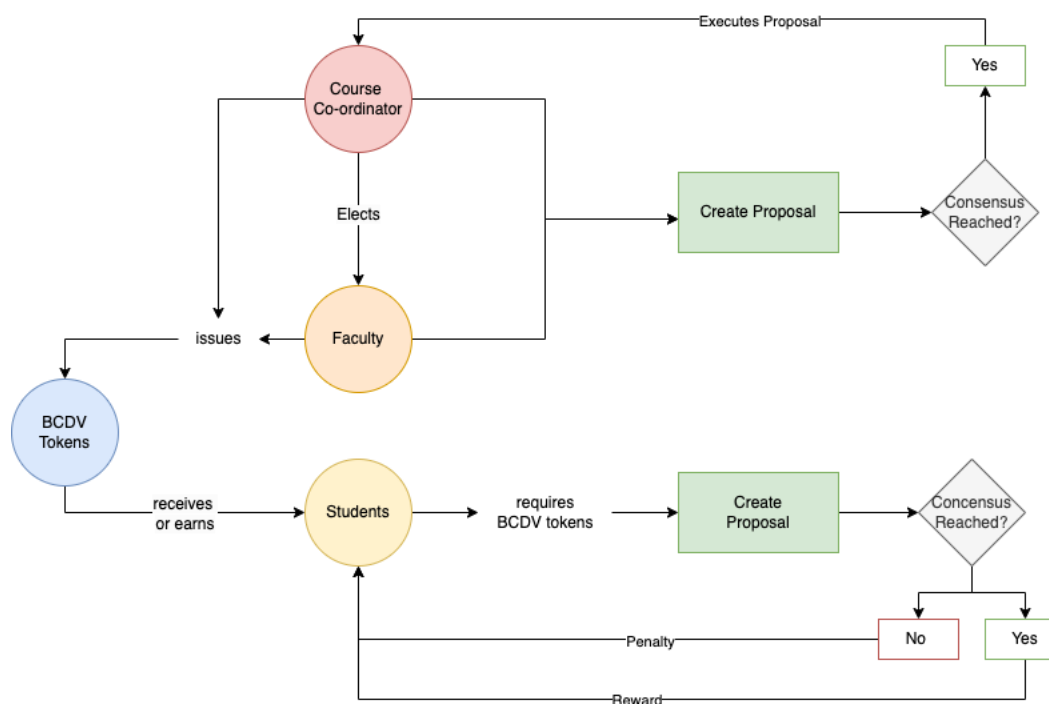 Executes Proposal
Yes
Course
Co-ordinator
Consensus
Reached?
Create Proposal
Elects
issues
Faculty
BCDV
Tokens
receives
or earns
Students
requires
BCDV tokens
Create
Proposal
Concensus
Reached?
No
Yes
Penalty
Reward